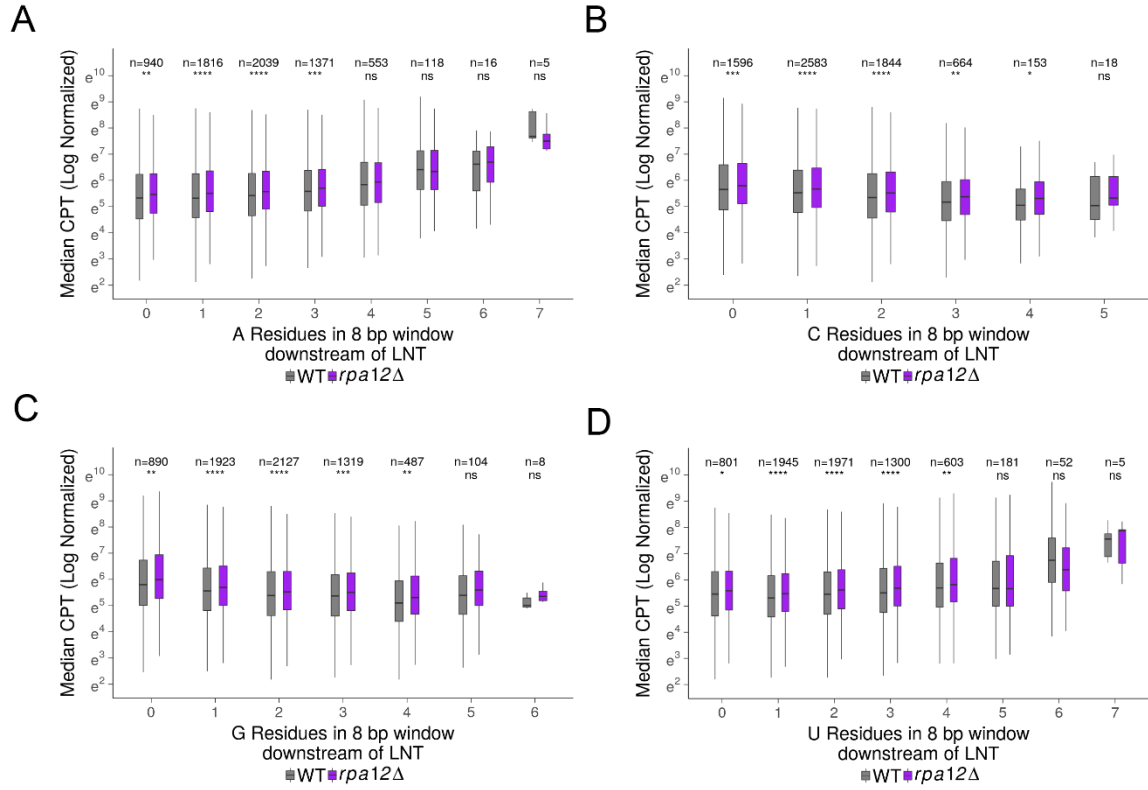 A
n=940 n=1816 n=2039 n=1371 n=553 n=118 n=16 n=5
** **** **** *** ns ns ns ns
Median CPT (Log Normalized)
e10
e9
e8
e7
e6
e5
e4
e3
e2
0 1 2 3 4 5 6 7
A Residues in 8 bp window
downstream of LNT
WT rpa12Δ
B
n=1596 n=2583 n=1844 n=664 n=153 n=18
*** **** **** ** * ns
Median CPT (Log Normalized)
e10
e9
e8
e7
e6
e5
e4
e3
e2
0 1 2 3 4 5
C Residues in 8 bp window
downstream of LNT
WT rpa12Δ
C
n=890 n=1923 n=2127 n=1319 n=487 n=104 n=8
** **** **** *** ** ns ns
Median CPT (Log Normalized)
e10
e9
e8
e7
e6
e5
e4
e3
e2
0 1 2 3 4 5 6
G Residues in 8 bp window
downstream of LNT
WT rpa12Δ
D
n=801 n=1945 n=1971 n=1300 n=603 n=181 n=52 n=5
* **** **** **** ** ns ns ns
Median CPT (Log Normalized)
e10
e9
e8
e7
e6
e5
e4
e3
e2
0 1 2 3 4 5 6 7
U Residues in 8 bp window
downstream of LNT
WT rpa12Δ